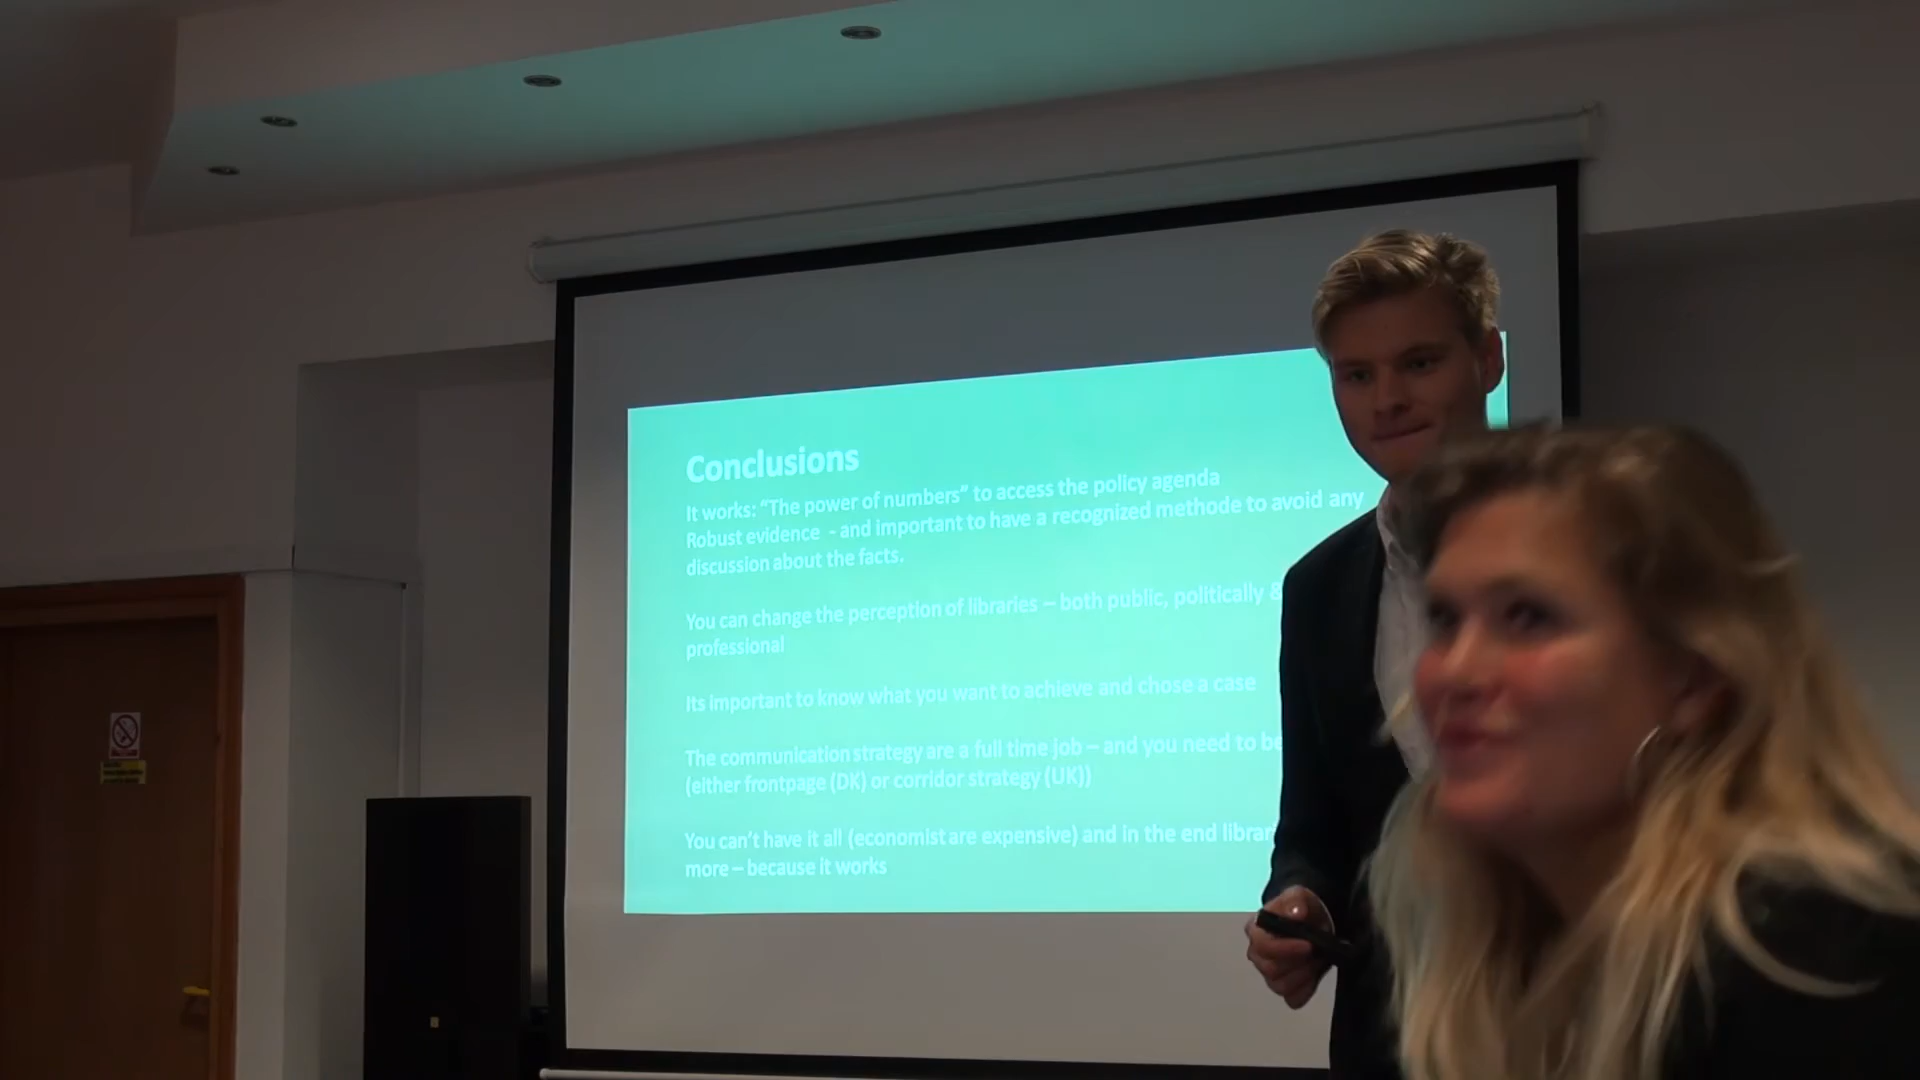 Conclusions
It works: “The power of numbers” to access the policy agenda
Robust evidence - and important to have a recognized methode to avoid any
discussion about the facts.
You can change the perception of libraries – both public, politically &
professional
Its important to know what you want to achieve and chose a case
The communication strategy are a full time job – and you need to be
(either frontpage (DK) or corridor strategy (UK))
You can’t have it all (economist are expensive) and in the end
more – because it works